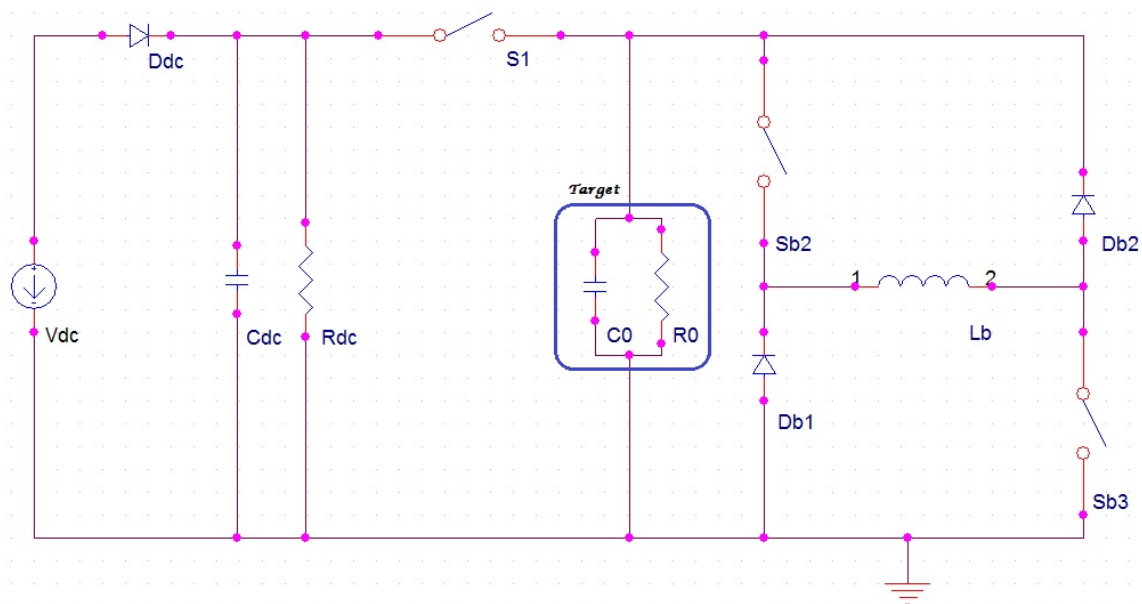 Ddc
S1
Target
Sb2
Db2
1
2
Vdc
Cdc
Rdc
C0
R0
Lb
Db1
Sb3